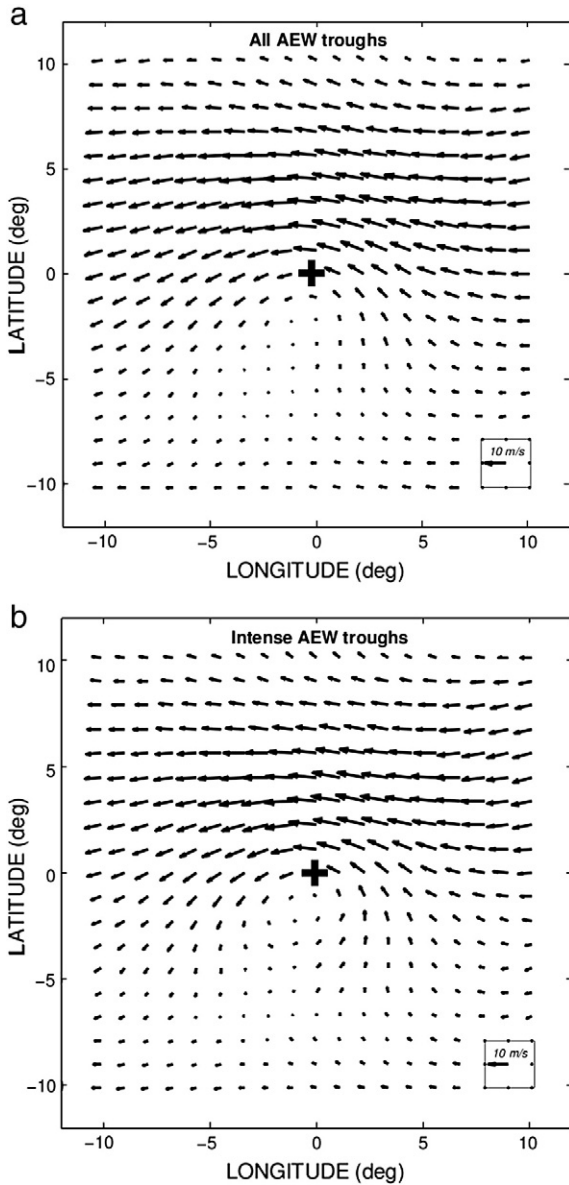 a
All AEW troughs
10
5
0
−5
−10
LATITUDE (deg)
10 m/s
−10 −5 0 5 10
LONGITUDE (deg)
b
Intense AEW troughs
10
5
0
−5
−10
LATITUDE (deg)
10 m/s
−10 −5 0 5 10
LONGITUDE (deg)